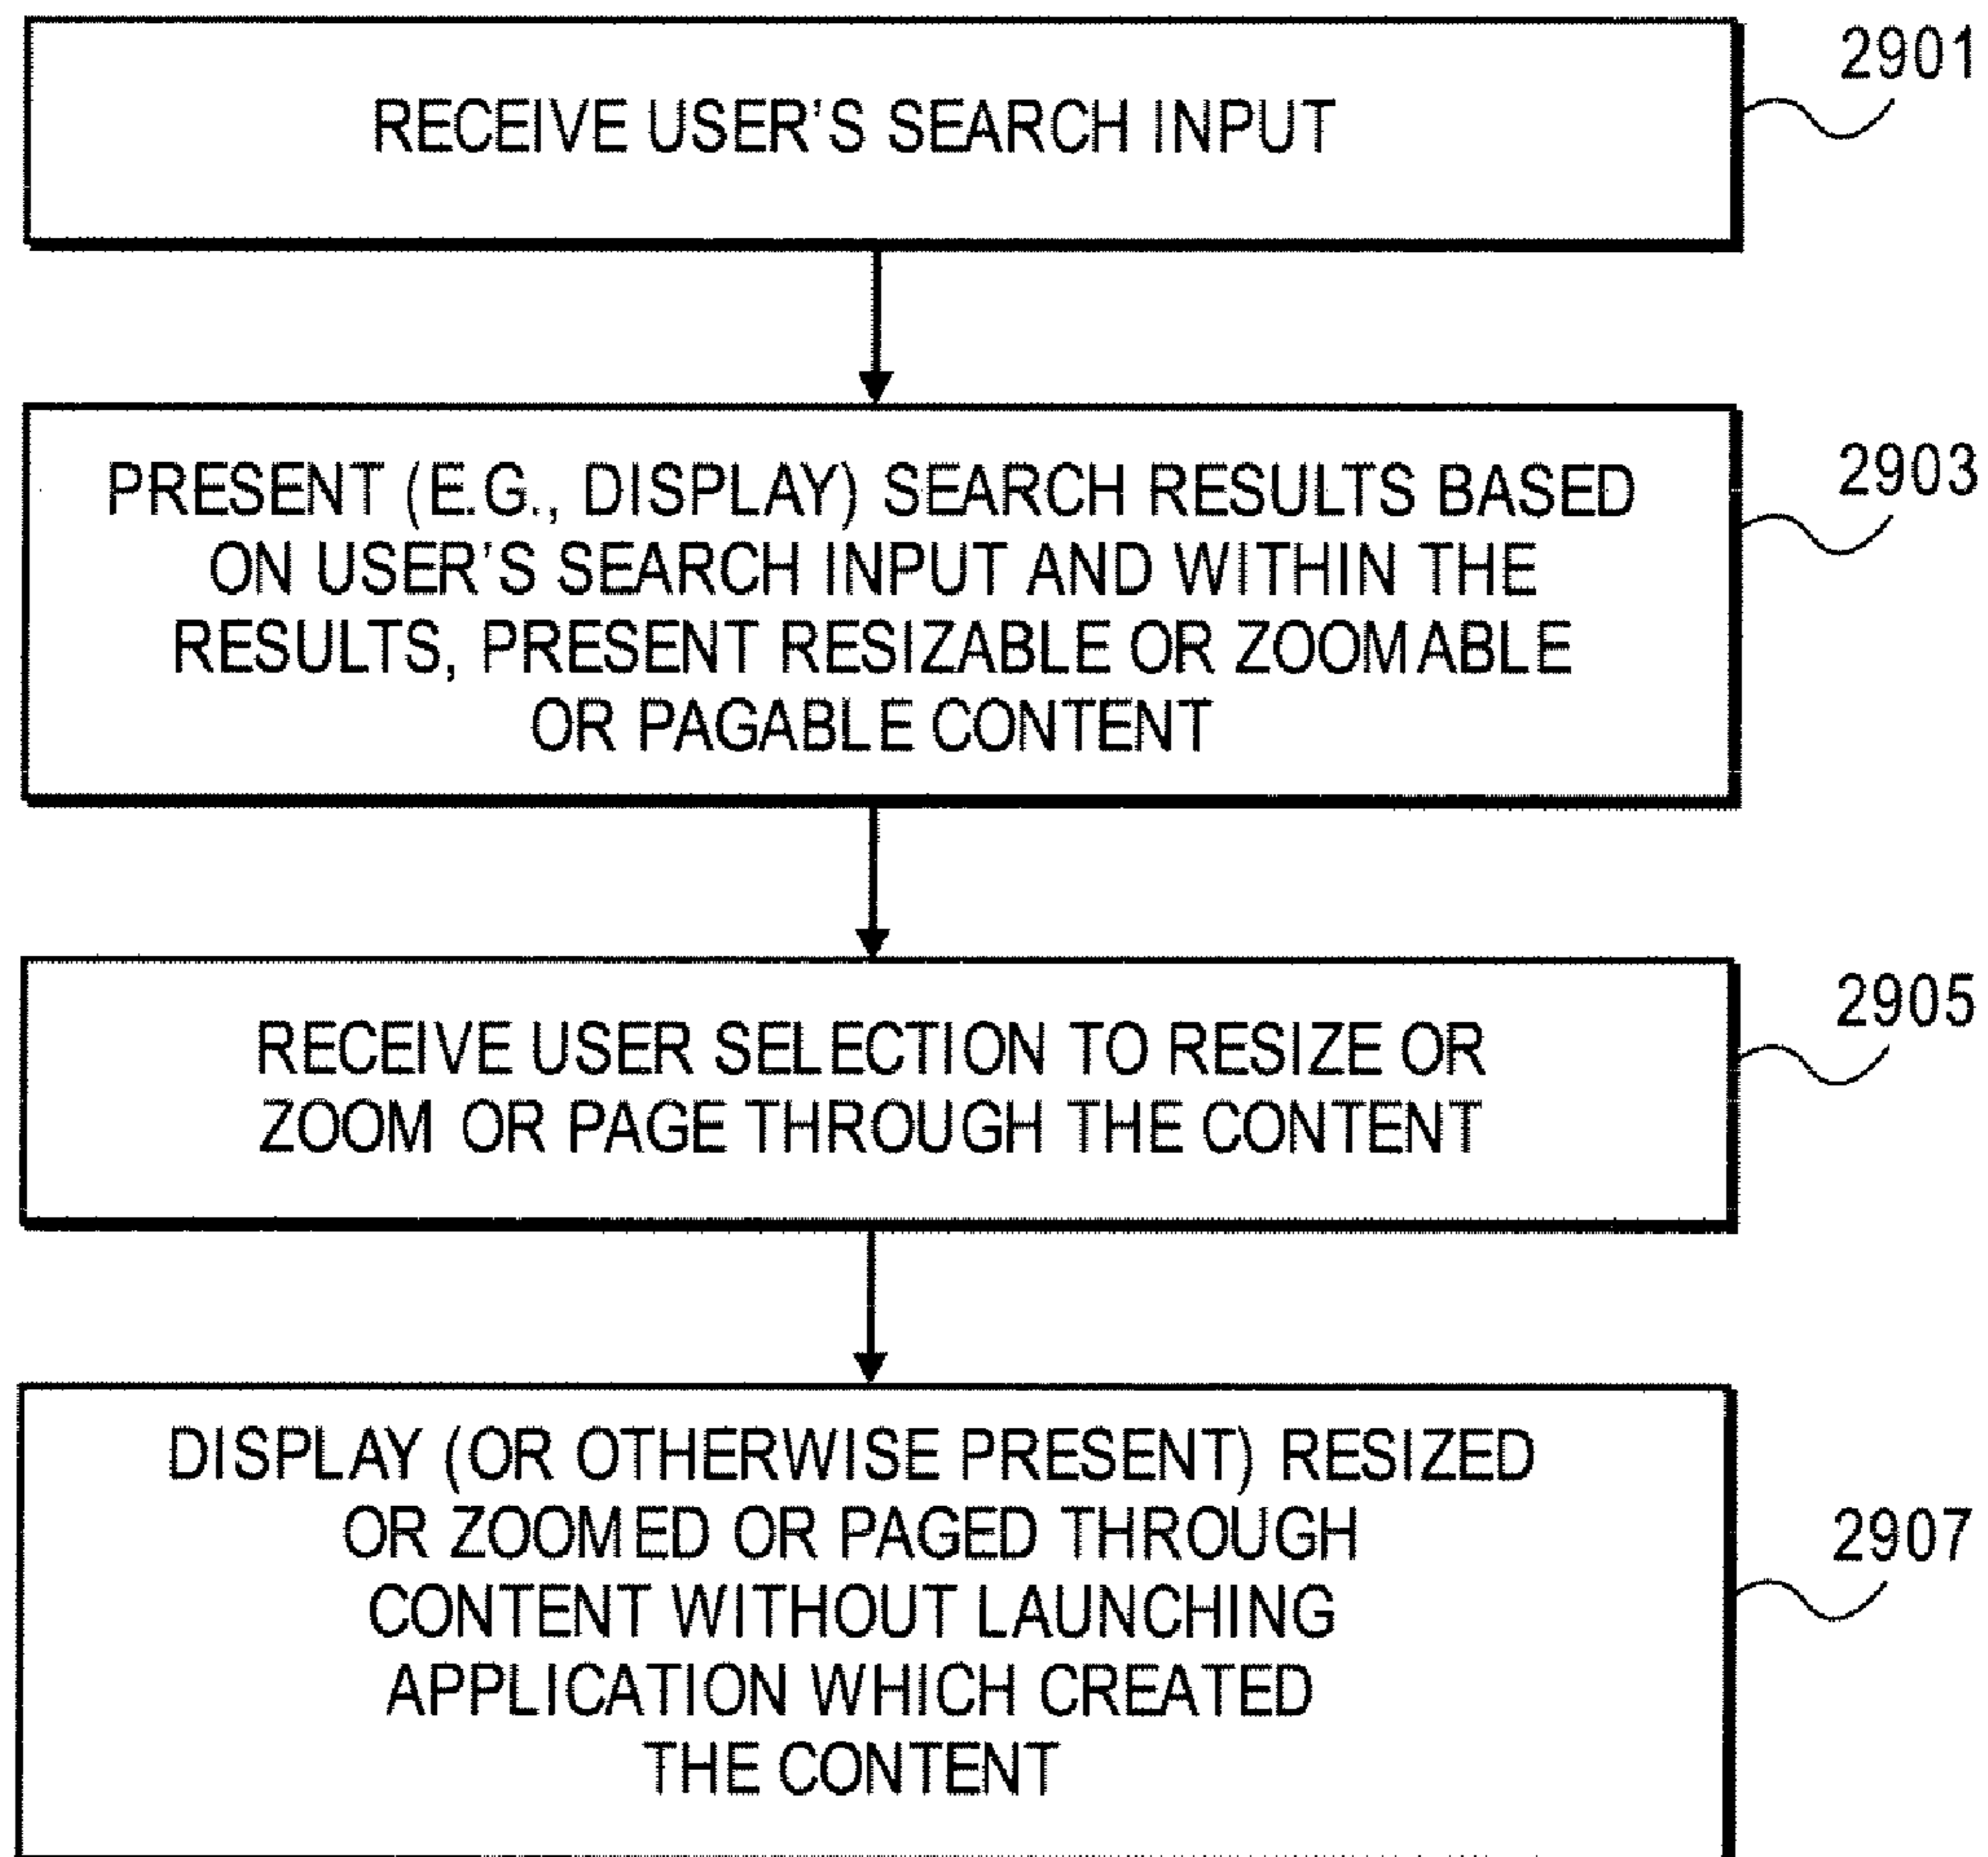 RECEIVE USER'S SEARCH INPUT
2901
PRESENT (E.G., DISPLAY) SEARCH RESULTS BASED
ON USER'S SEARCH INPUT AND WITHIN THE
RESULTS, PRESENT RESIZABLE OR ZOOMABLE
OR PAGABLE CONTENT
2903
RECEIVE USER SELECTION TO RESIZE OR
ZOOM OR PAGE THROUGH THE CONTENT
2905
DISPLAY (OR OTHERWISE PRESENT) RESIZED
OR ZOOMED OR PAGED THROUGH
CONTENT WITHOUT LAUNCHING
APPLICATION WHICH CREATED
THE CONTENT
2907